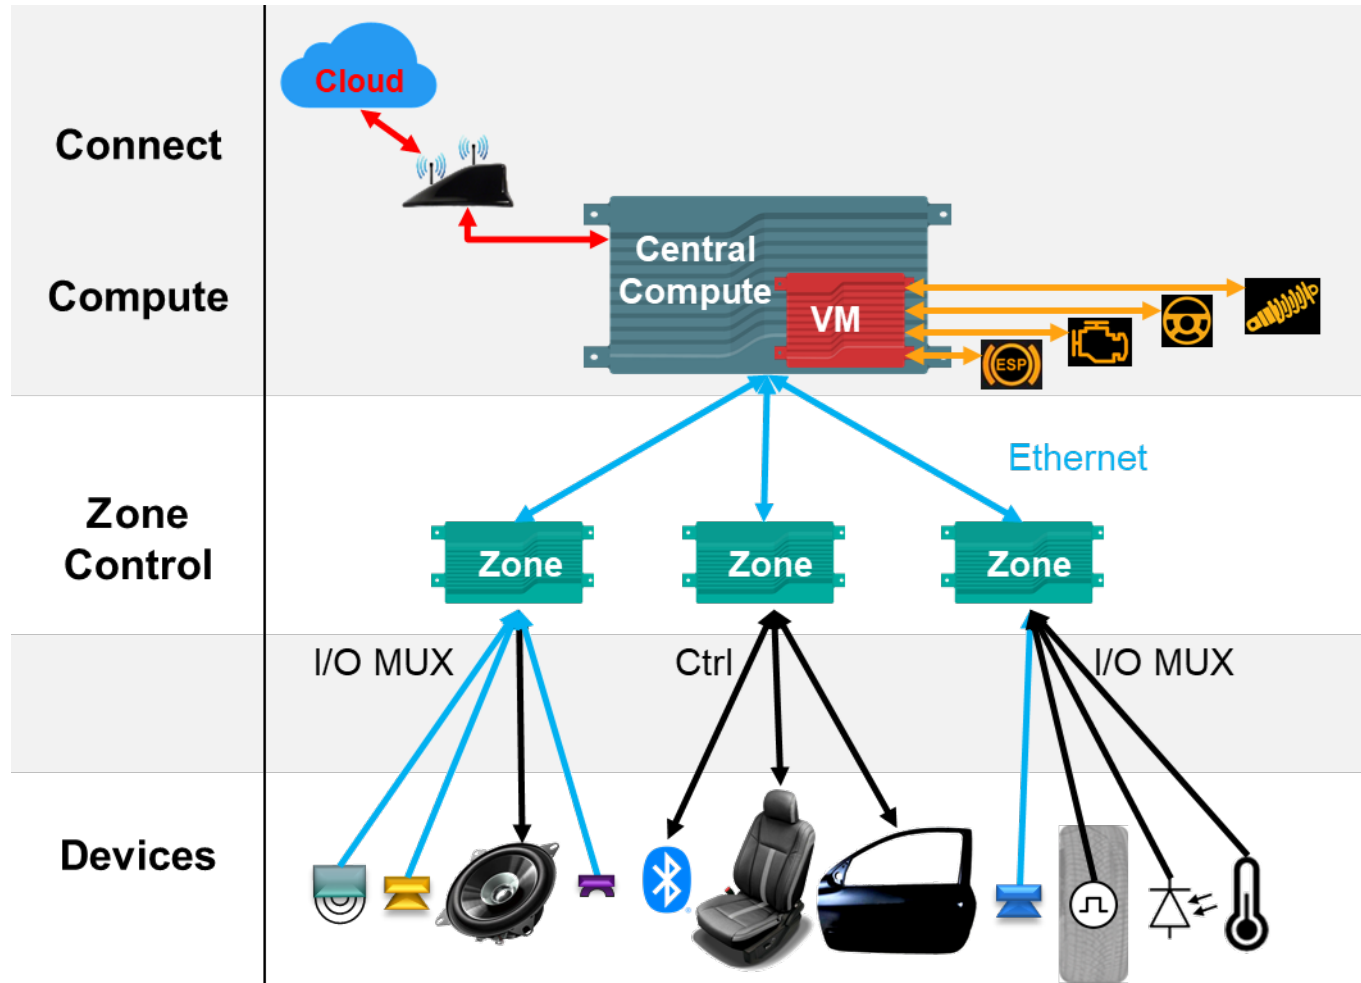 Connect
Cloud
Compute
Central
Compute
VM
ESP
Ethernet
Zone
Control
Zone
Zone
Zone
I/O MUX
Ctrl
I/O MUX
Devices